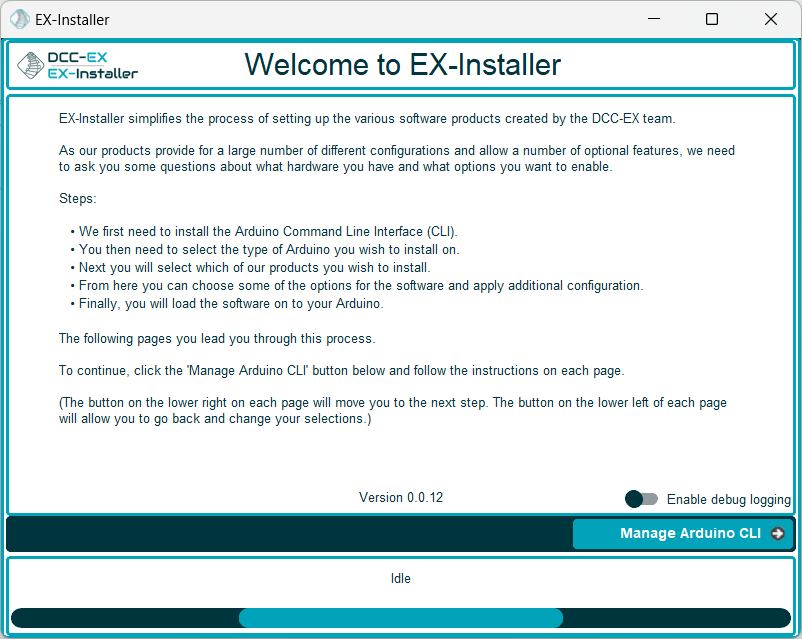 EX-Installer
DCC-EX
EX-Installer
Welcome to EX-Installer
EX-Installer simplifies the process of setting up the various software products created by the DCC-EX team.
As our products provide for a large number of different configurations and allow a number of optional features, we need
to ask you some questions about what hardware you have and what options you want to enable.
Steps:
• We first need to install the Arduino Command Line Interface (CLI).
• You then need to select the type of Arduino you wish to install on.
• Next you will select which of our products you wish to install.
• From here you can choose some of the options for the software and apply additional configuration.
• Finally, you will load the software on to your Arduino.
The following pages you lead you through this process.
To continue, click the 'Manage Arduino CLI' button below and follow the instructions on each page.
(The button on the lower right on each page will move you to the next step. The button on the lower left of each page
will allow you to go back and change your selections.)
Version 0.0.12
Enable debug logging
Manage Arduino CLI
Idle